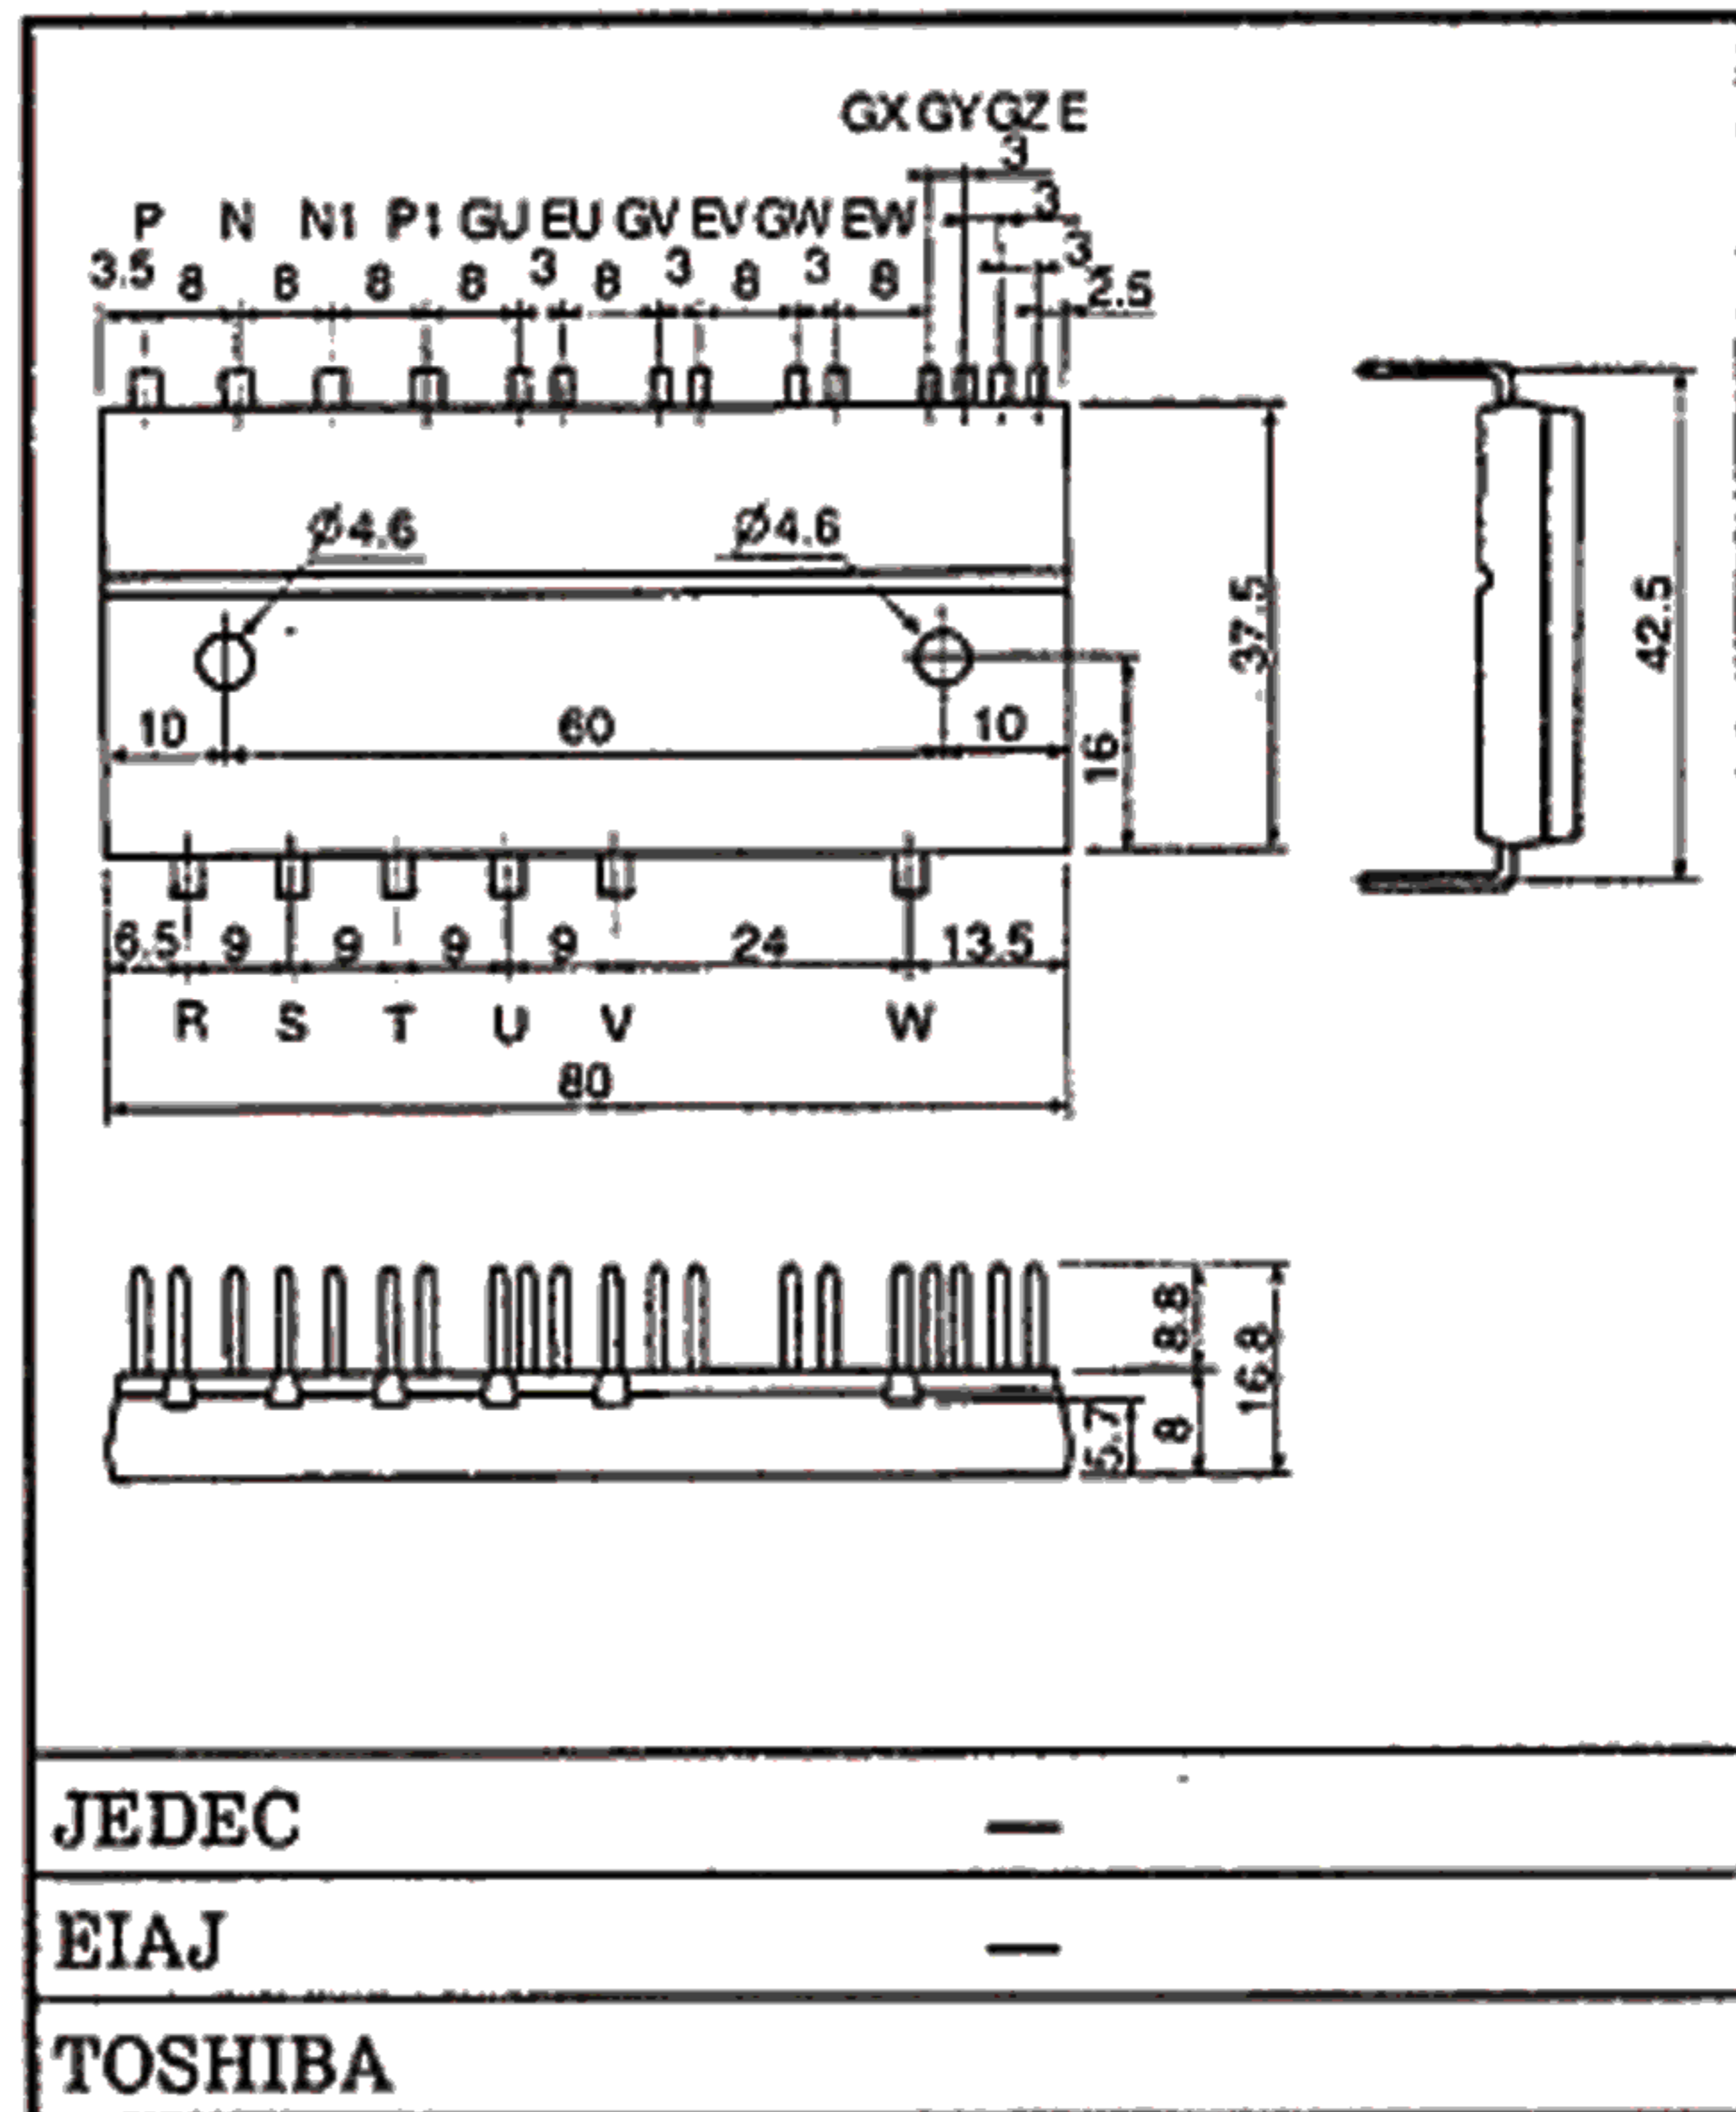 GX GY GZ E
3
P N N1 P1 GU EU GV EV GW EW 3
3.5 8 8 8 8 3 8 3 8 3 8 3
2.5
Ø4.6 Ø4.6
37.5 42.5
10 60 10 16
6.5 9 9 9 9 24 13.5
R S T U V W
80
8.8 16.8
5.7 8
JEDEC —
EIAJ —
TOSHIBA